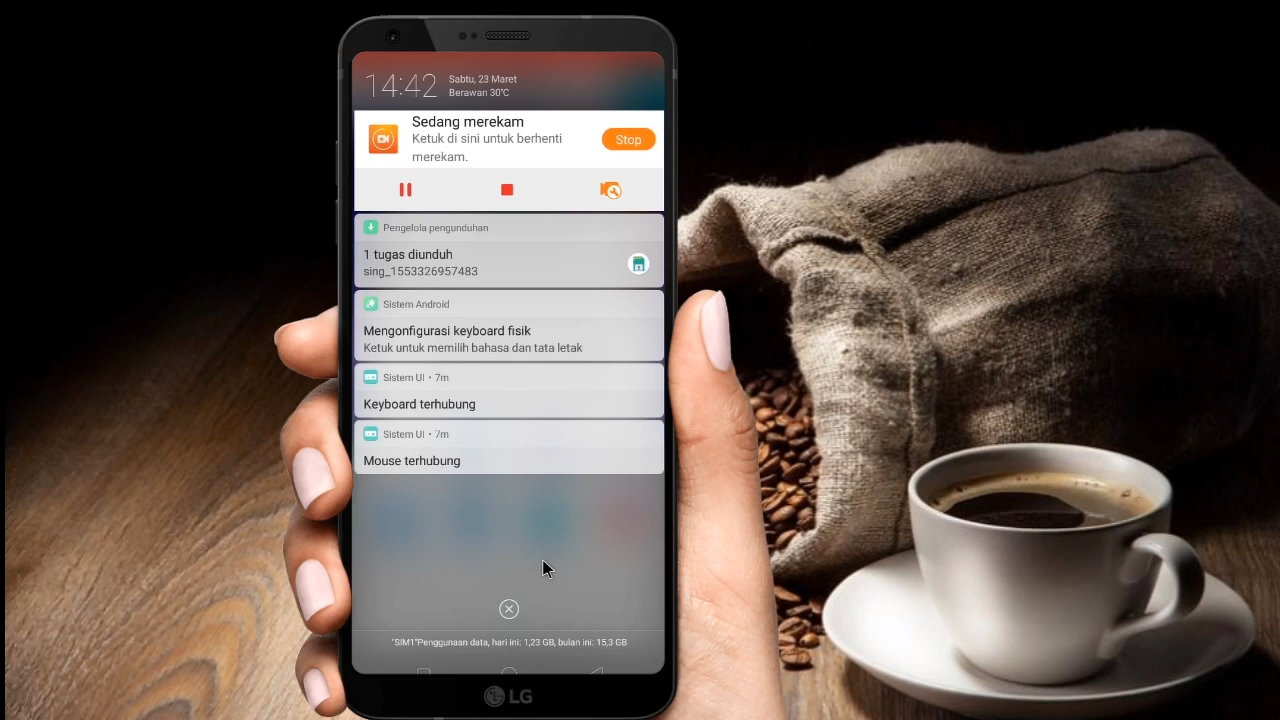 14:42
Sabtu, 23 Maret
Berawan 30°C
Sedang merekam
Ketuk di sini untuk berhenti
merekam.
Stop
Pengelola pengunduhan
1 tugas diunduh
sing_1553326957483
Sistem Android
Mengonfigurasi keyboard fisik
Ketuk untuk memilih bahasa dan tata letak
Sistem UI • 7m
Keyboard terhubung
Sistem UI • 7m
Mouse terhubung
"SIM1"Penggunaan data, hari ini: 1,23 GB, bulan ini: 15,3 GB
LG